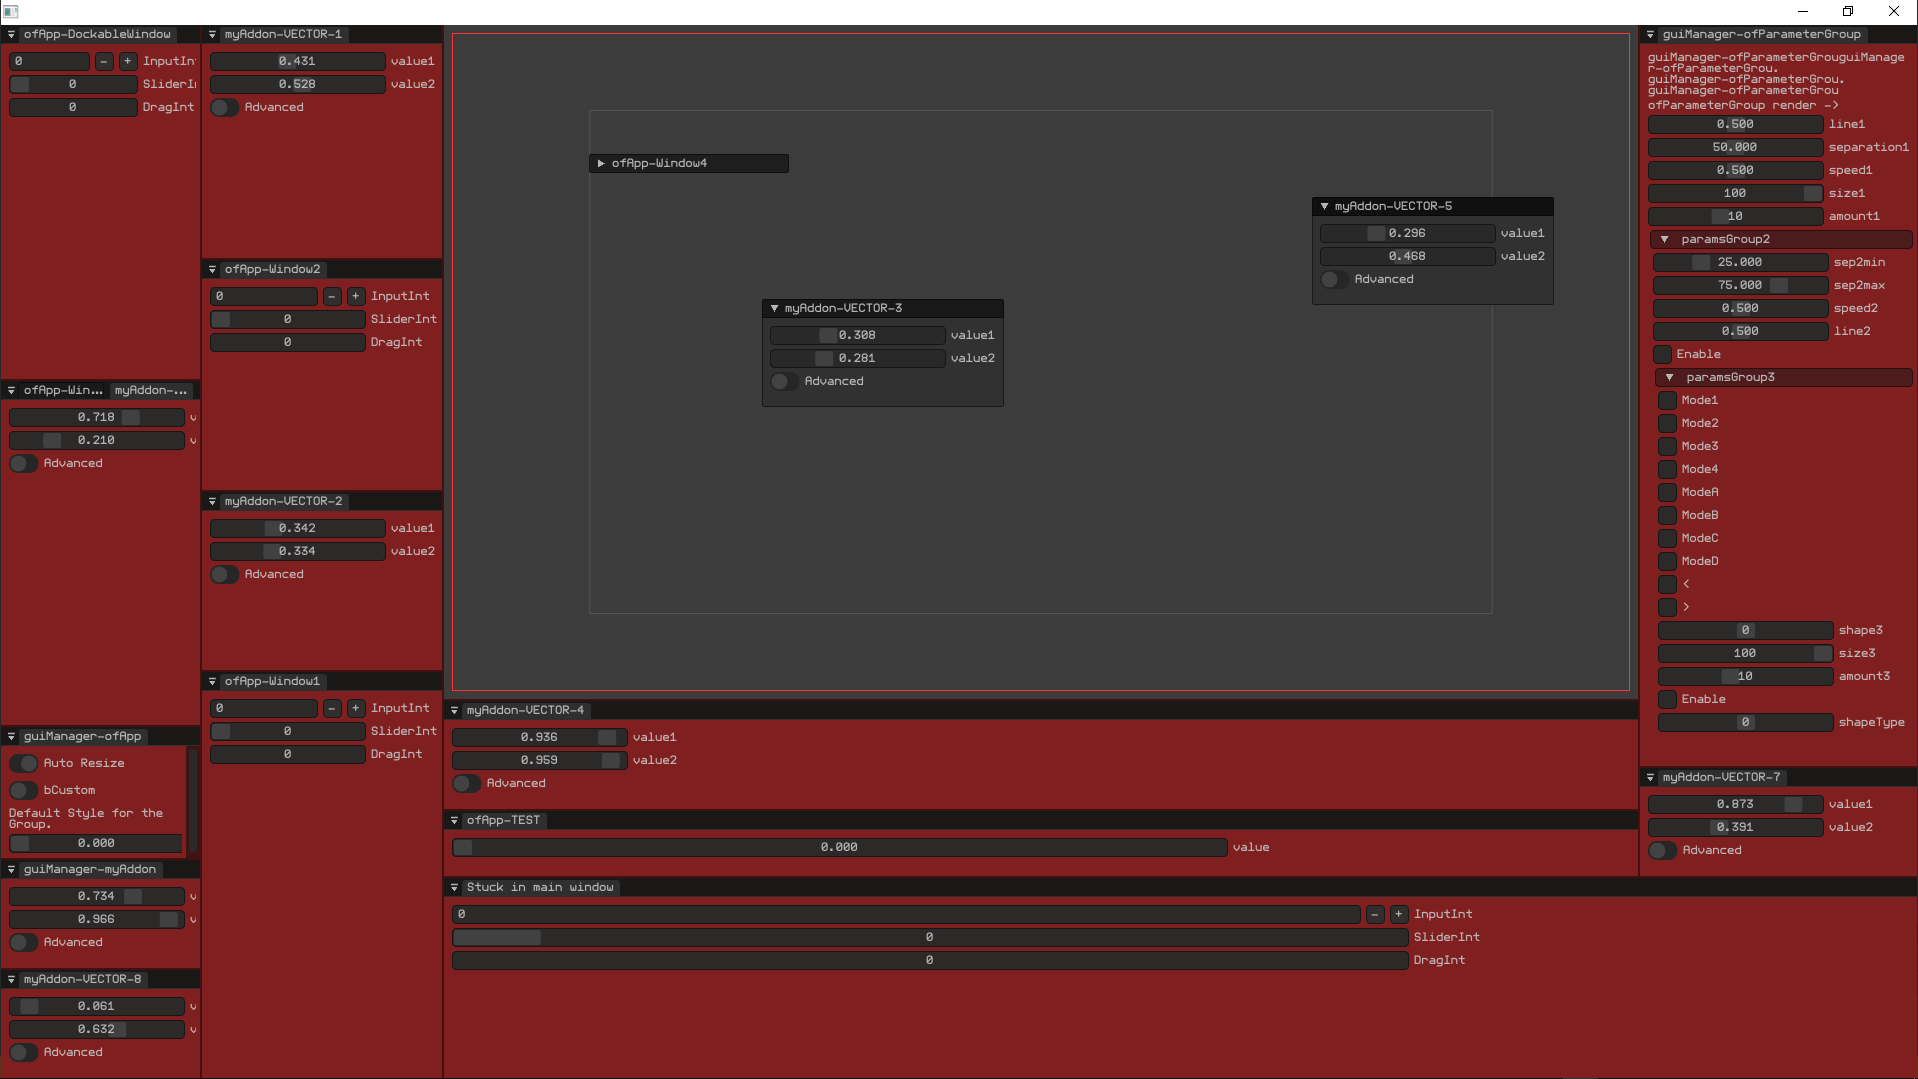 ofApp-DockableWindow
0 - + InputIn
0 SliderI
0 DragInt
ofApp-Win... myAddon-...
0.718 v
0.210 v
Advanced
guiManager-ofApp
Auto Resize
bCustom
Default Style for the
Group.
0.000
guiManager-myAddon
0.734 v
0.966 v
Advanced
myAddon-VECTOR-8
0.061 v
0.632 v
Advanced
myAddon-VECTOR-1
0.431 value1
0.528 value2
Advanced
ofApp-Window2
0 - + InputInt
0 SliderInt
0 DragInt
myAddon-VECTOR-2
0.342 value1
0.334 value2
Advanced
ofApp-Window1
0 - + InputInt
0 SliderInt
0 DragInt
ofApp-Window4
myAddon-VECTOR-3
0.308 value1
0.281 value2
Advanced
myAddon-VECTOR-5
0.296 value1
0.468 value2
Advanced
myAddon-VECTOR-4
0.936 value1
0.959 value2
Advanced
ofApp-TEST
0.000 value
Stuck in main window
0 - + InputInt
0 SliderInt
0 DragInt
guiManager-ofParameterGroup
guiManager-ofParameterGrouguiManage
r-ofParameterGrou.
guiManager-ofParameterGrou.
guiManager-ofParameterGrou
ofParameterGroup render ->
0.500 line1
50.000 separation1
0.500 speed1
100 size1
10 amount1
paramsGroup2
25.000 sep2min
75.000 sep2max
0.500 speed2
0.500 line2
Enable
paramsGroup3
Mode1
Mode2
Mode3
Mode4
ModeA
ModeB
ModeC
ModeD
<
>
0 shape3
100 size3
10 amount3
Enable
0 shapeType
myAddon-VECTOR-7
0.873 value1
0.391 value2
Advanced